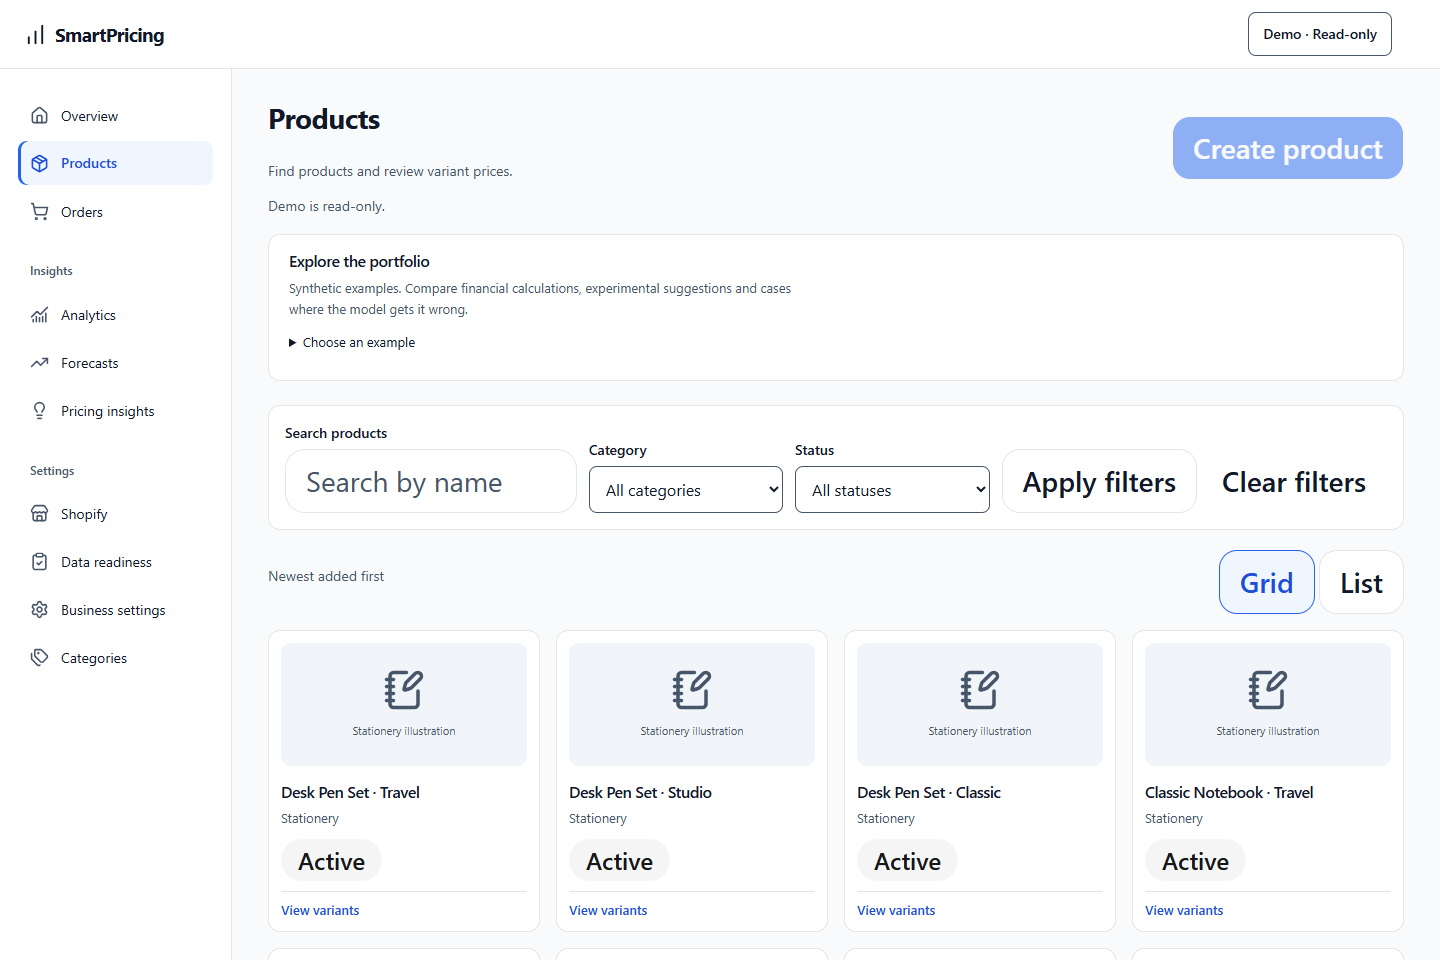 SmartPricing
Demo · Read-only
Overview
Products
Orders
Insights
Analytics
Forecasts
Pricing insights
Settings
Shopify
Data readiness
Business settings
Categories
Products
Create product
Find products and review variant prices.
Demo is read-only.
Explore the portfolio
Synthetic examples. Compare financial calculations, experimental suggestions and cases
where the model gets it wrong.
Choose an example
Search products
Search by name
Category
All categories
Status
All statuses
Apply filters
Clear filters
Newest added first
Grid
List
Stationery illustration
Desk Pen Set · Travel
Stationery
Active
View variants
Stationery illustration
Desk Pen Set · Studio
Stationery
Active
View variants
Stationery illustration
Desk Pen Set · Classic
Stationery
Active
View variants
Stationery illustration
Classic Notebook · Travel
Stationery
Active
View variants